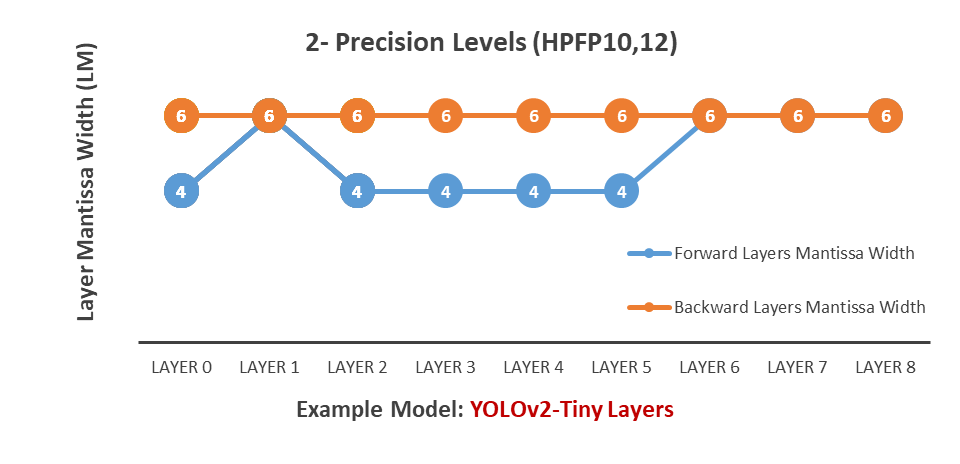 2- Precision Levels (HPFP10,12)
Layer Mantissa Width (LM)
6 6 6 6 6 6 6 6 6
4 4 4 4 4
Forward Layers Mantissa Width
Backward Layers Mantissa Width
LAYER 0 LAYER 1 LAYER 2 LAYER 3 LAYER 4 LAYER 5 LAYER 6 LAYER 7 LAYER 8
Example Model: YOLOv2-Tiny Layers